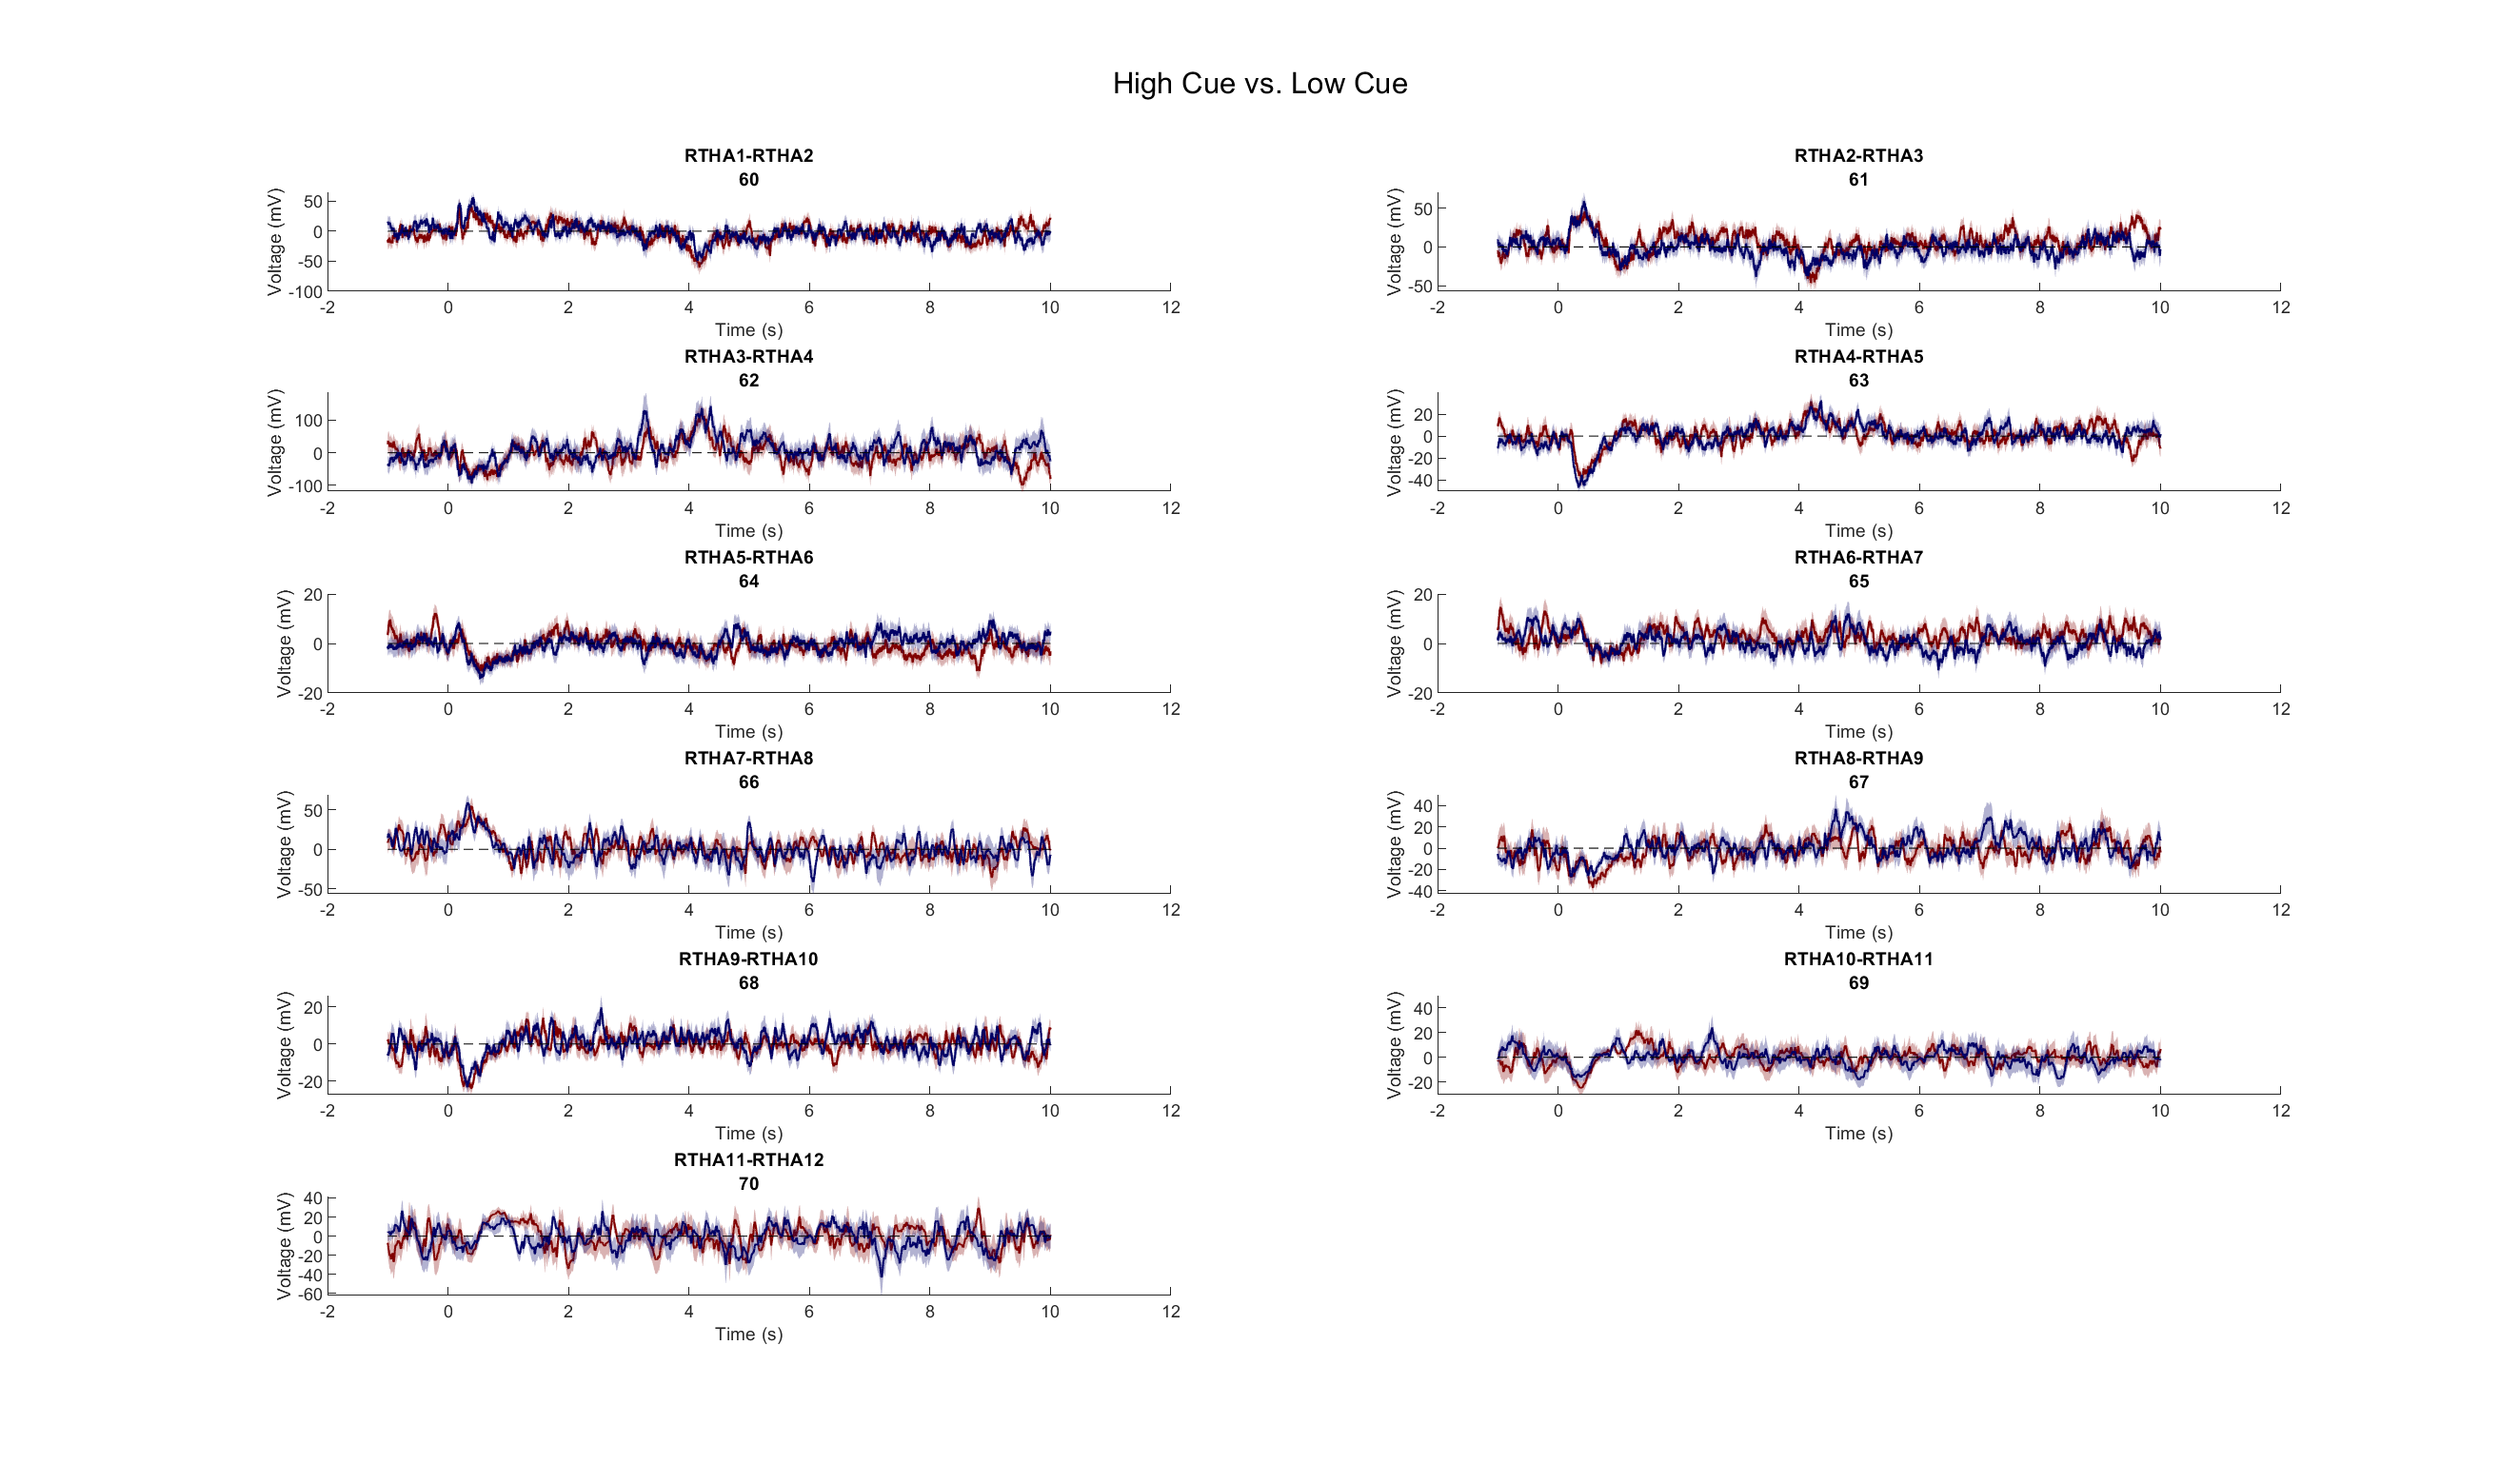 High Cue vs. Low Cue
RTHA1-RTHA2
60
Voltage (mV)
50
0
-50
-100
-2 0 2 4 6 8 10 12
Time (s)
RTHA2-RTHA3
61
Voltage (mV)
50
0
-50
-2 0 2 4 6 8 10 12
Time (s)
RTHA3-RTHA4
62
Voltage (mV)
100
0
-100
-2 0 2 4 6 8 10 12
Time (s)
RTHA4-RTHA5
63
Voltage (mV)
20
0
-20
-40
-2 0 2 4 6 8 10 12
Time (s)
RTHA5-RTHA6
64
Voltage (mV)
20
0
-20
-2 0 2 4 6 8 10 12
Time (s)
RTHA6-RTHA7
65
Voltage (mV)
20
0
-20
-2 0 2 4 6 8 10 12
Time (s)
RTHA7-RTHA8
66
Voltage (mV)
50
0
-50
-2 0 2 4 6 8 10 12
Time (s)
RTHA8-RTHA9
67
Voltage (mV)
40
20
0
-20
-40
-2 0 2 4 6 8 10 12
Time (s)
RTHA9-RTHA10
68
Voltage (mV)
20
0
-20
-2 0 2 4 6 8 10 12
Time (s)
RTHA10-RTHA11
69
Voltage (mV)
40
20
0
-20
-2 0 2 4 6 8 10 12
Time (s)
RTHA11-RTHA12
70
Voltage (mV)
40
20
0
-20
-40
-60
-2 0 2 4 6 8 10 12
Time (s)